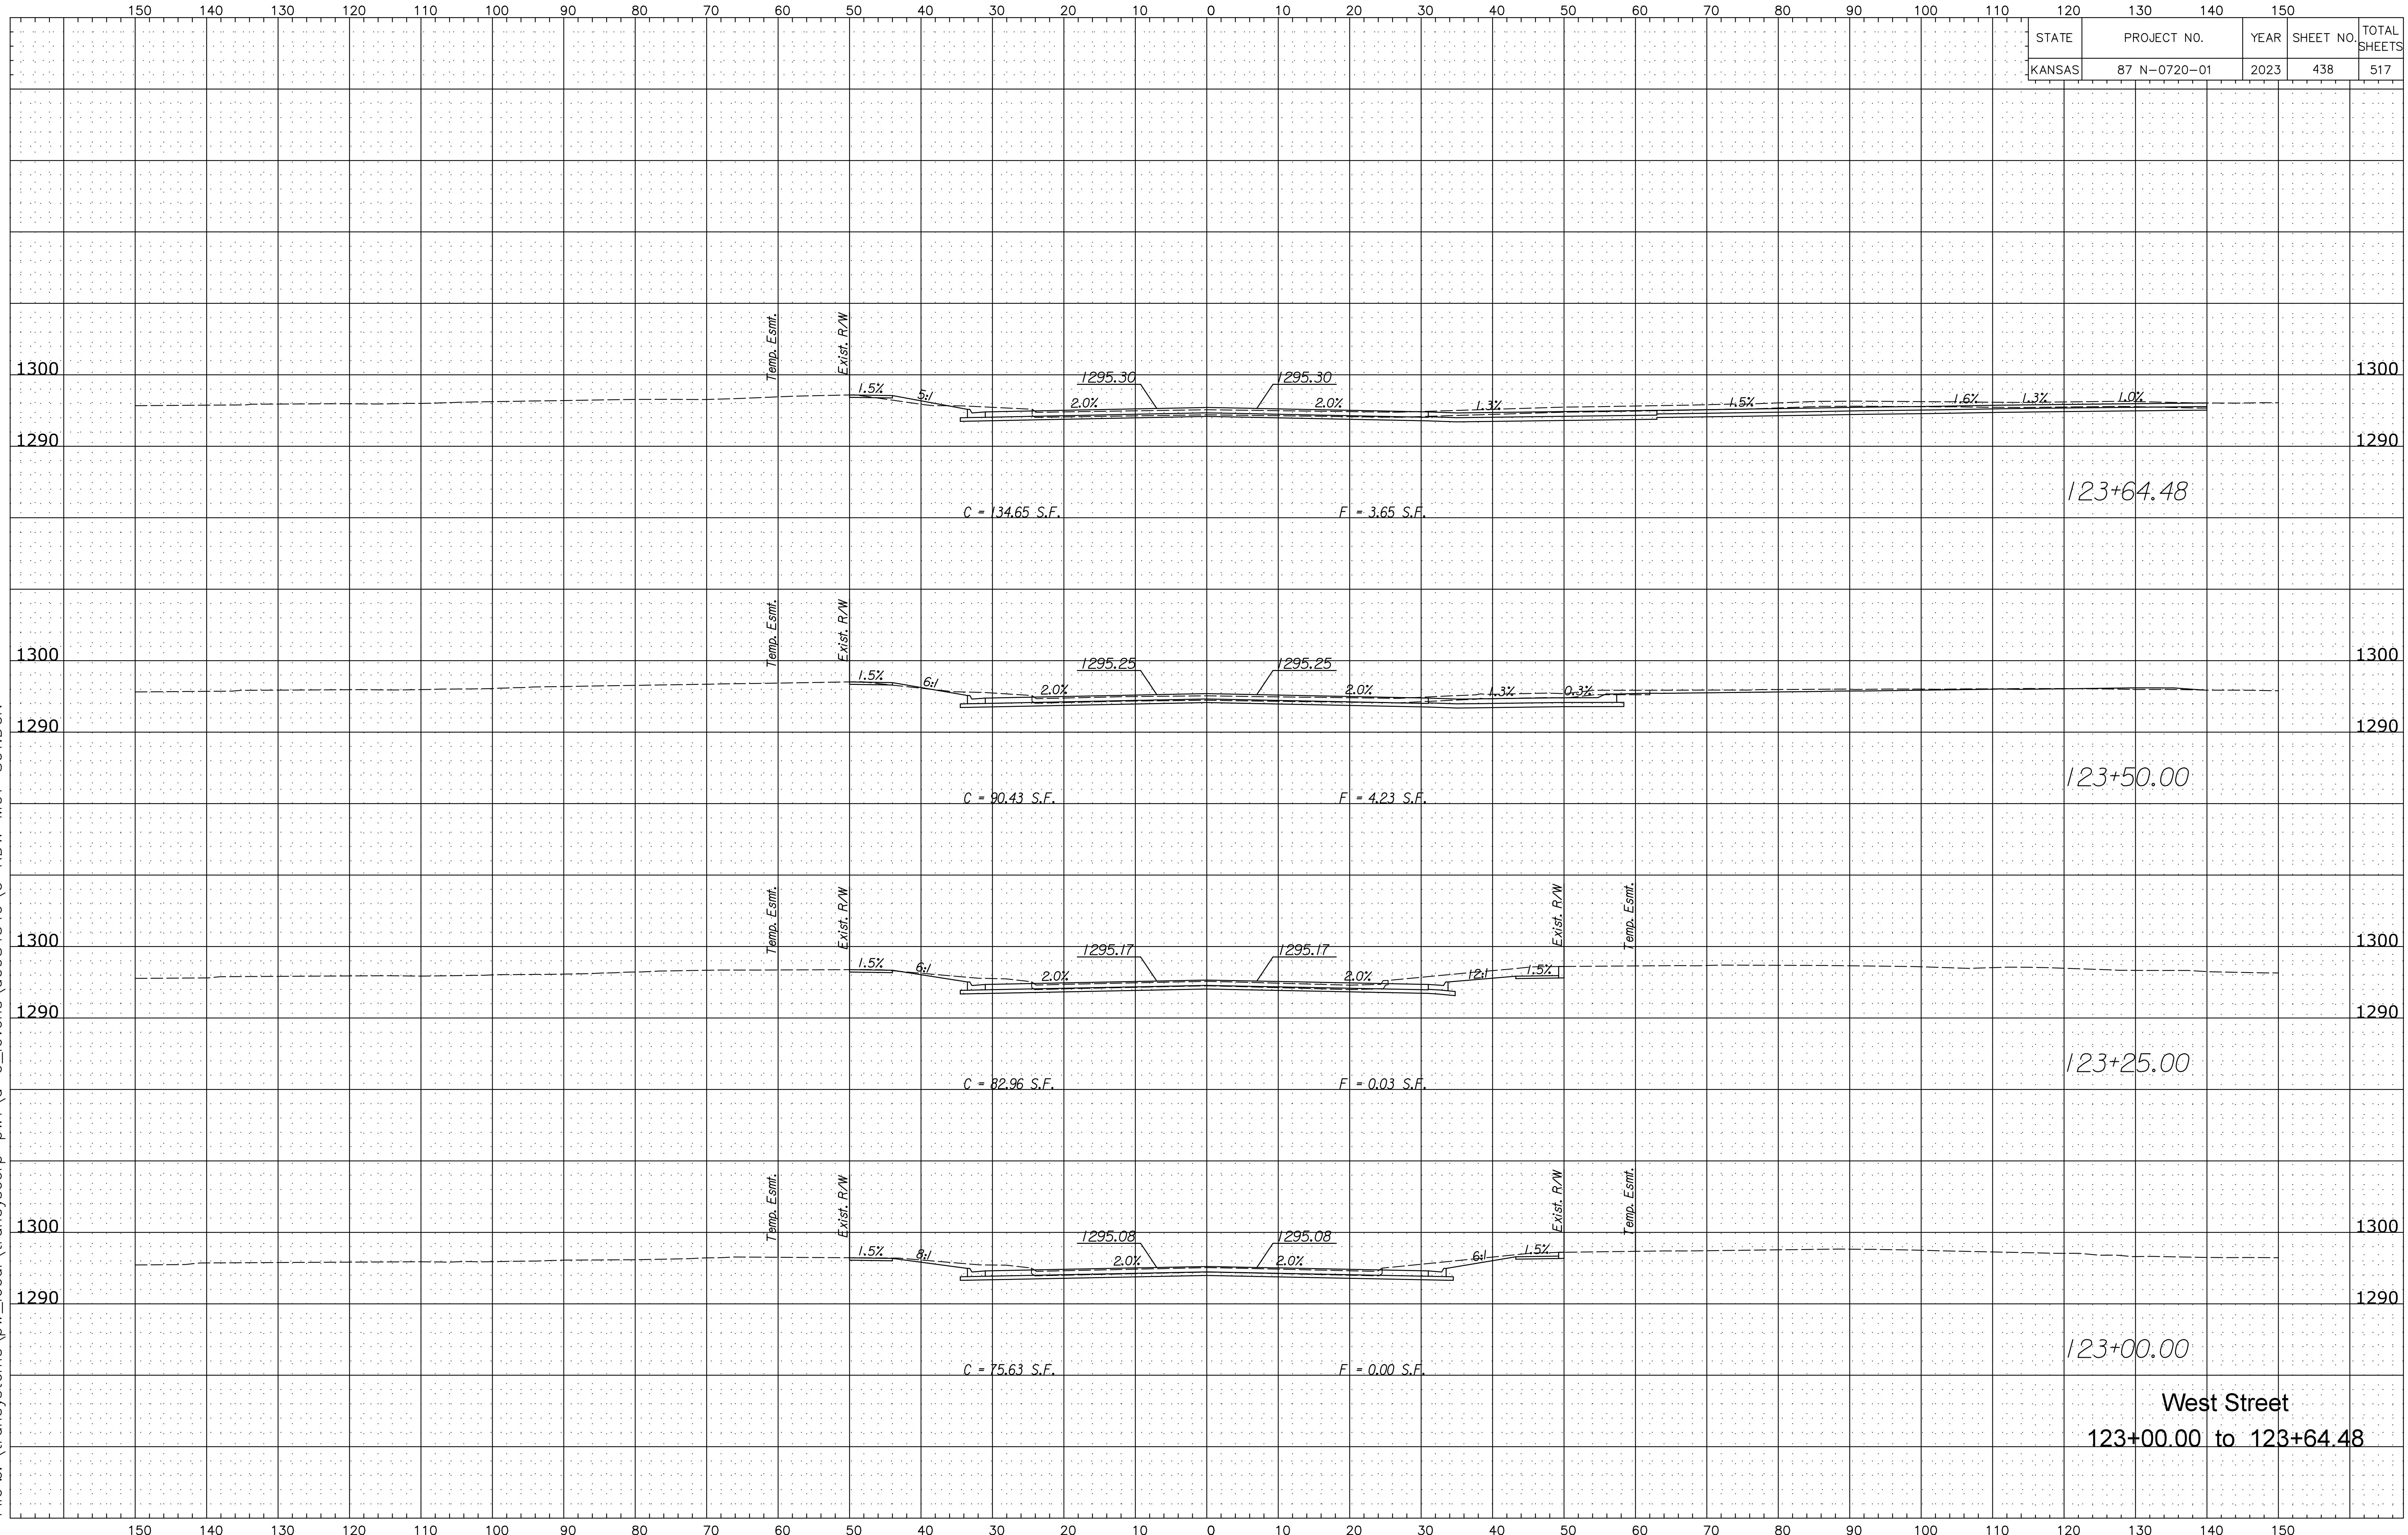 150 140 130 120 110 100 90 80 70 60 50 40 30 20 10 0 10 20 30 40 50 60 70 80 90 100 110 120 130 140 150
STATE PROJECT NO. YEAR SHEET NO. TOTAL SHEETS
KANSAS 87 N-0720-01 2023 438 517
Temp. Esmt. Exist. R/W
1300 1300
1295.30 1295.30
1.5% 5:1 2.0% 2.0% 1.3% 1.5% 1.6% 1.3% 1.0%
1290 1290
123+64.48
C = 134.65 S.F. F = 3.65 S.F.
Temp. Esmt. Exist. R/W
1300 1300
1295.25 1295.25
1.5% 6:1 2.0% 2.0% 1.3% 0.3%
1290 1290
123+50.00
C = 90.43 S.F. F = 4.23 S.F.
Temp. Esmt. Exist. R/W Exist. R/W Temp. Esmt.
1300 1300
1295.17 1295.17
1.5% 6:1 2.0% 2.0% 12:1 1.5%
1290 1290
123+25.00
C = 82.96 S.F. F = 0.03 S.F.
Temp. Esmt. Exist. R/W Exist. R/W Temp. Esmt.
1300 1300
1295.08 1295.08
1.5% 8:1 2.0% 2.0% 6:1 1.5%
1290 1290
123+00.00
C = 75.63 S.F. F = 0.00 S.F.
West Street
123+00.00 to 123+64.48
150 140 130 120 110 100 90 80 70 60 50 40 30 20 10 0 10 20 30 40 50 60 70 80 90 100 110 120 130 140 150